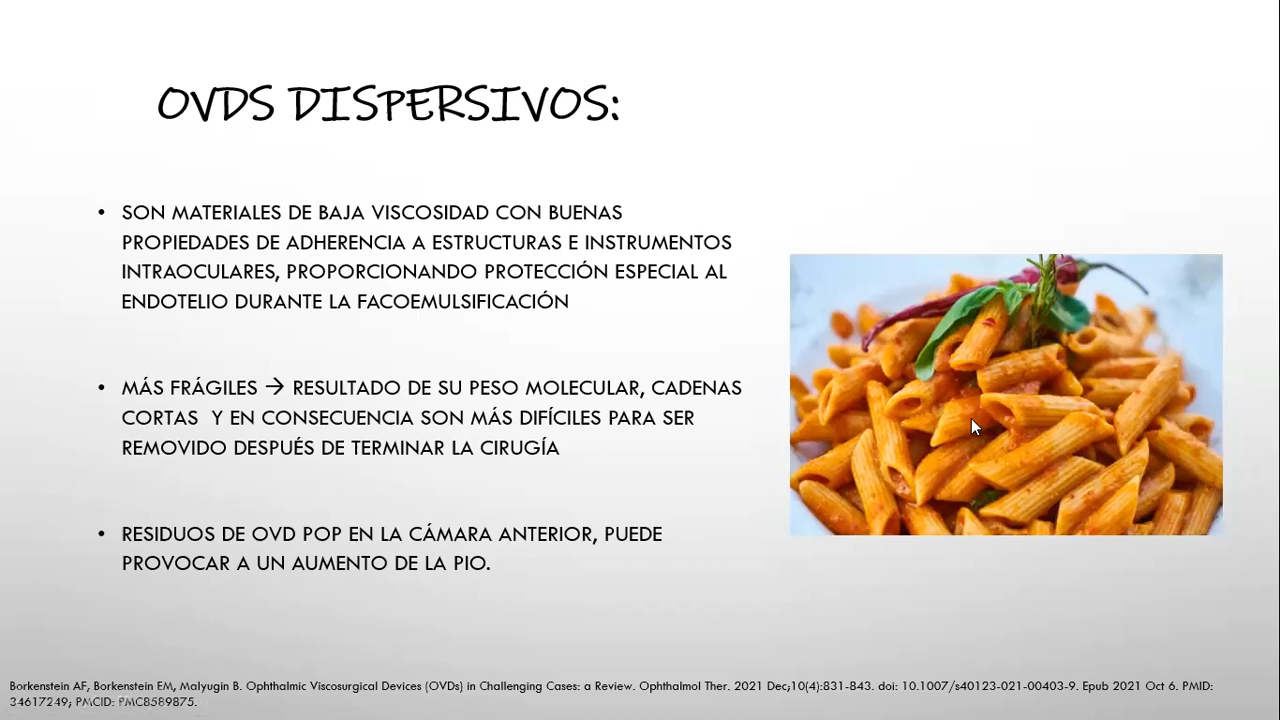 OVDS DISPERSIVOS:
• SON MATERIALES DE BAJA VISCOSIDAD CON BUENAS
PROPIEDADES DE ADHERENCIA A ESTRUCTURAS E INSTRUMENTOS
INTRAOCULARES, PROPORCIONANDO PROTECCIÓN ESPECIAL AL
ENDOTELIO DURANTE LA FACOEMULSIFICACIÓN
• MÁS FRÁGILES → RESULTADO DE SU PESO MOLECULAR, CADENAS
CORTAS Y EN CONSECUENCIA SON MÁS DIFÍCILES PARA SER
REMOVIDO DESPUÉS DE TERMINAR LA CIRUGÍA
• RESIDUOS DE OVD POP EN LA CÁMARA ANTERIOR, PUEDE
PROVOCAR A UN AUMENTO DE LA PIO.
Borkenstein AF, Borkenstein EM, Malyugin B. Ophthalmic Viscosurgical Devices (OVDs) in Challenging Cases: a Review. Ophthalmol Ther. 2021 Dec;10(4):831-843. doi: 10.1007/s40123-021-00403-9. Epub 2021 Oct 6. PMID:
34617249; PMCID: PMC8589875.